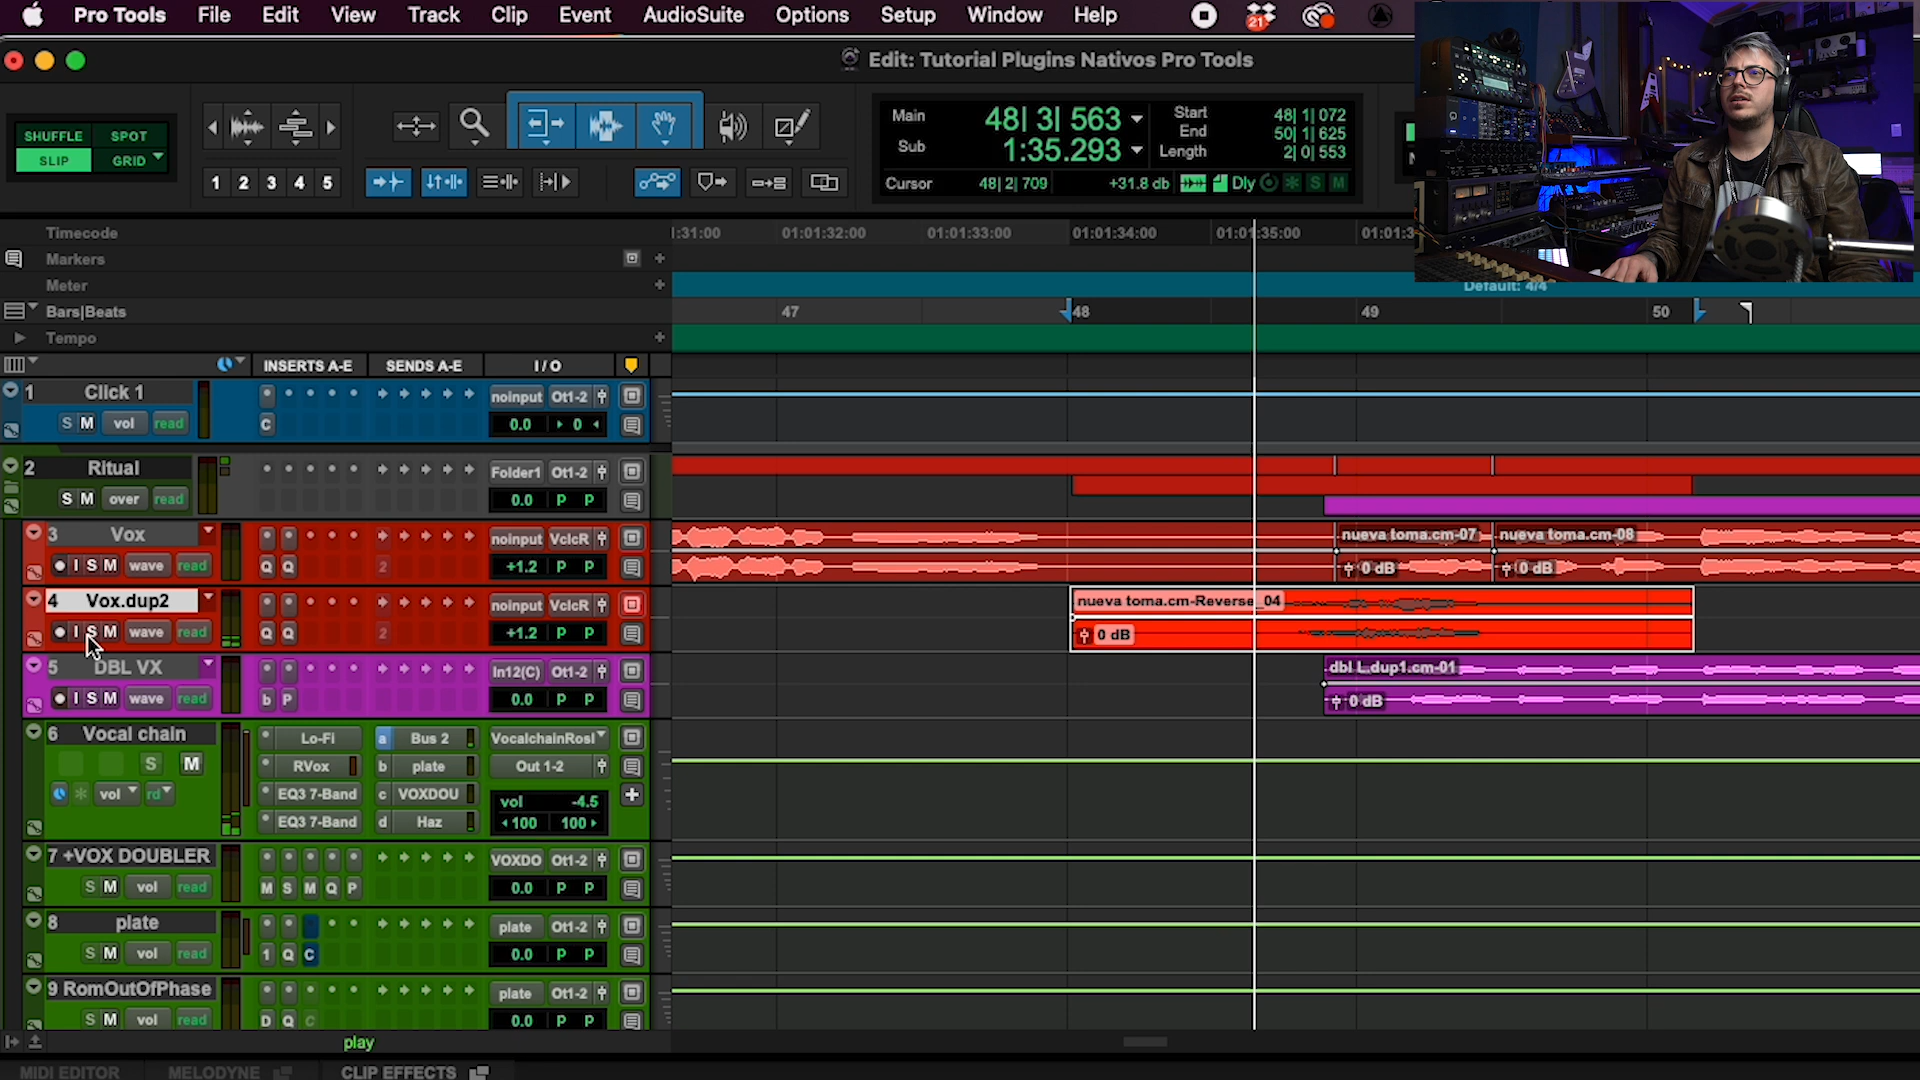 Pro Tools File Edit View Track Clip Event AudioSuite Options Setup Window Help
21
Edit: Tutorial Plugins Nativos Pro Tools
SHUFFLE SPOT
SLIP GRID
1 2 3 4 5
Main 48| 3| 563
Sub 1:35.293
Start 48| 1| 072
End 50| 1| 625
Length 2| 0| 553
Cursor 48| 2| 709 +31.8 db Dly S M
Timecode 01:01:32:00 01:01:33:00 01:01:34:00 01:01:35:00
Markers
Meter Default: 4/4
Bars|Beats 47 48 49 50
Tempo
INSERTS A-E SENDS A-E I / O
1 Click 1 noinput Ot1-2
S M vol read C 0.0 0
2 Ritual Folder1 Ot1-2
S M over read 0.0 P P
3 Vox noinput VclcR nueva toma.cm-07 nueva toma.cm-08
I S M wave read Q Q 2 +1.2 P P 0 dB 0 dB
4 Vox.dup2 noinput VclcR nueva toma.cm-Reverse_04
I S M wave read Q Q 2 +1.2 P P 0 dB
5 DBL VX In12(C) Ot1-2 dbl L.dup1.cm-01
I S M wave read b P 0.0 P P 0 dB
6 Vocal chain Lo-Fi a Bus 2 VocalchainRosl
S M RVox b plate Out 1-2
vol rd EQ3 7-Band c VOXDOU vol -4.5
EQ3 7-Band d Haz 100 100
7 +VOX DOUBLER VOXDO Ot1-2
S M vol read M S M Q P 0.0 P P
8 plate plate Ot1-2
S M vol read 1 Q C 0.0 P P
9 RomOutOfPhase plate Ot1-2
S M vol read D Q C 0.0 P P
play
MIDI EDITOR MELODYNE CLIP EFFECTS